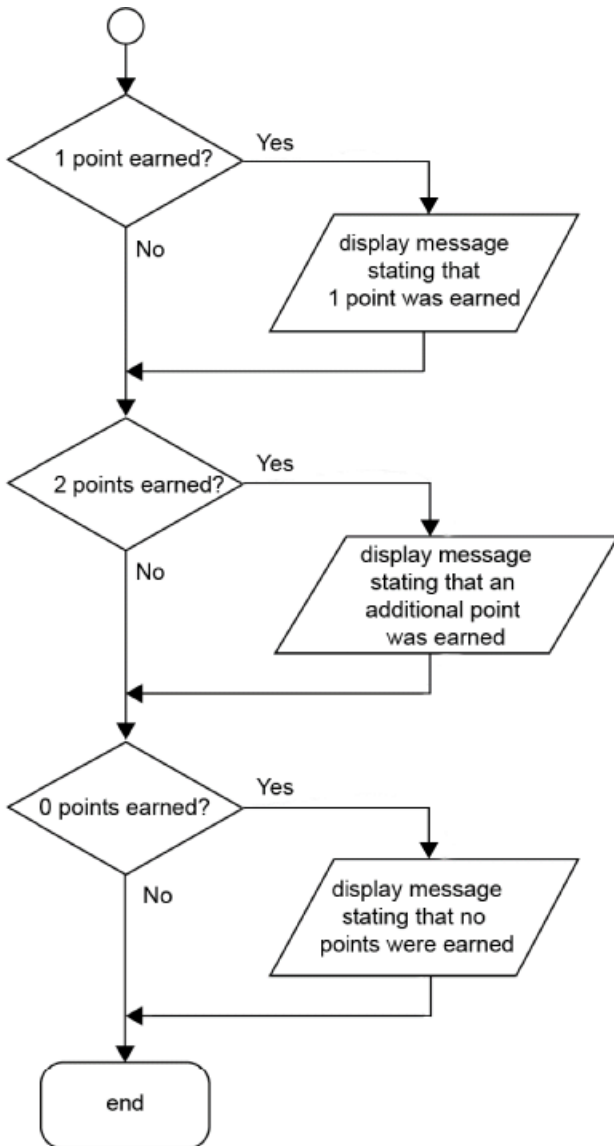 1 point earned?
Yes
No
display message
stating that
1 point was earned
2 points earned?
Yes
No
display message
stating that an
additional point
was earned
0 points earned?
Yes
No
display message
stating that no
points were earned
end